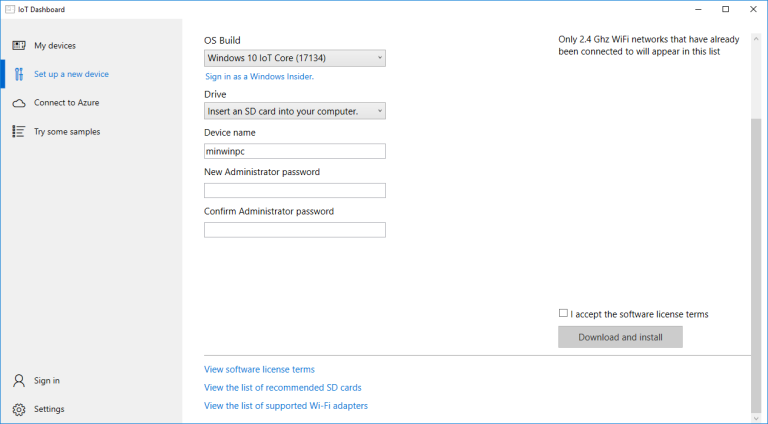 IoT Dashboard
My devices
Set up a new device
Connect to Azure
Try some samples
Sign in
Settings
OS Build
Windows 10 IoT Core (17134)
Sign in as a Windows Insider.
Drive
Insert an SD card into your computer.
Device name
minwinpc
New Administrator password
Confirm Administrator password
Only 2.4 Ghz WiFi networks that have already
been connected to will appear in this list
I accept the software license terms
Download and install
View software license terms
View the list of recommended SD cards
View the list of supported Wi-Fi adapters